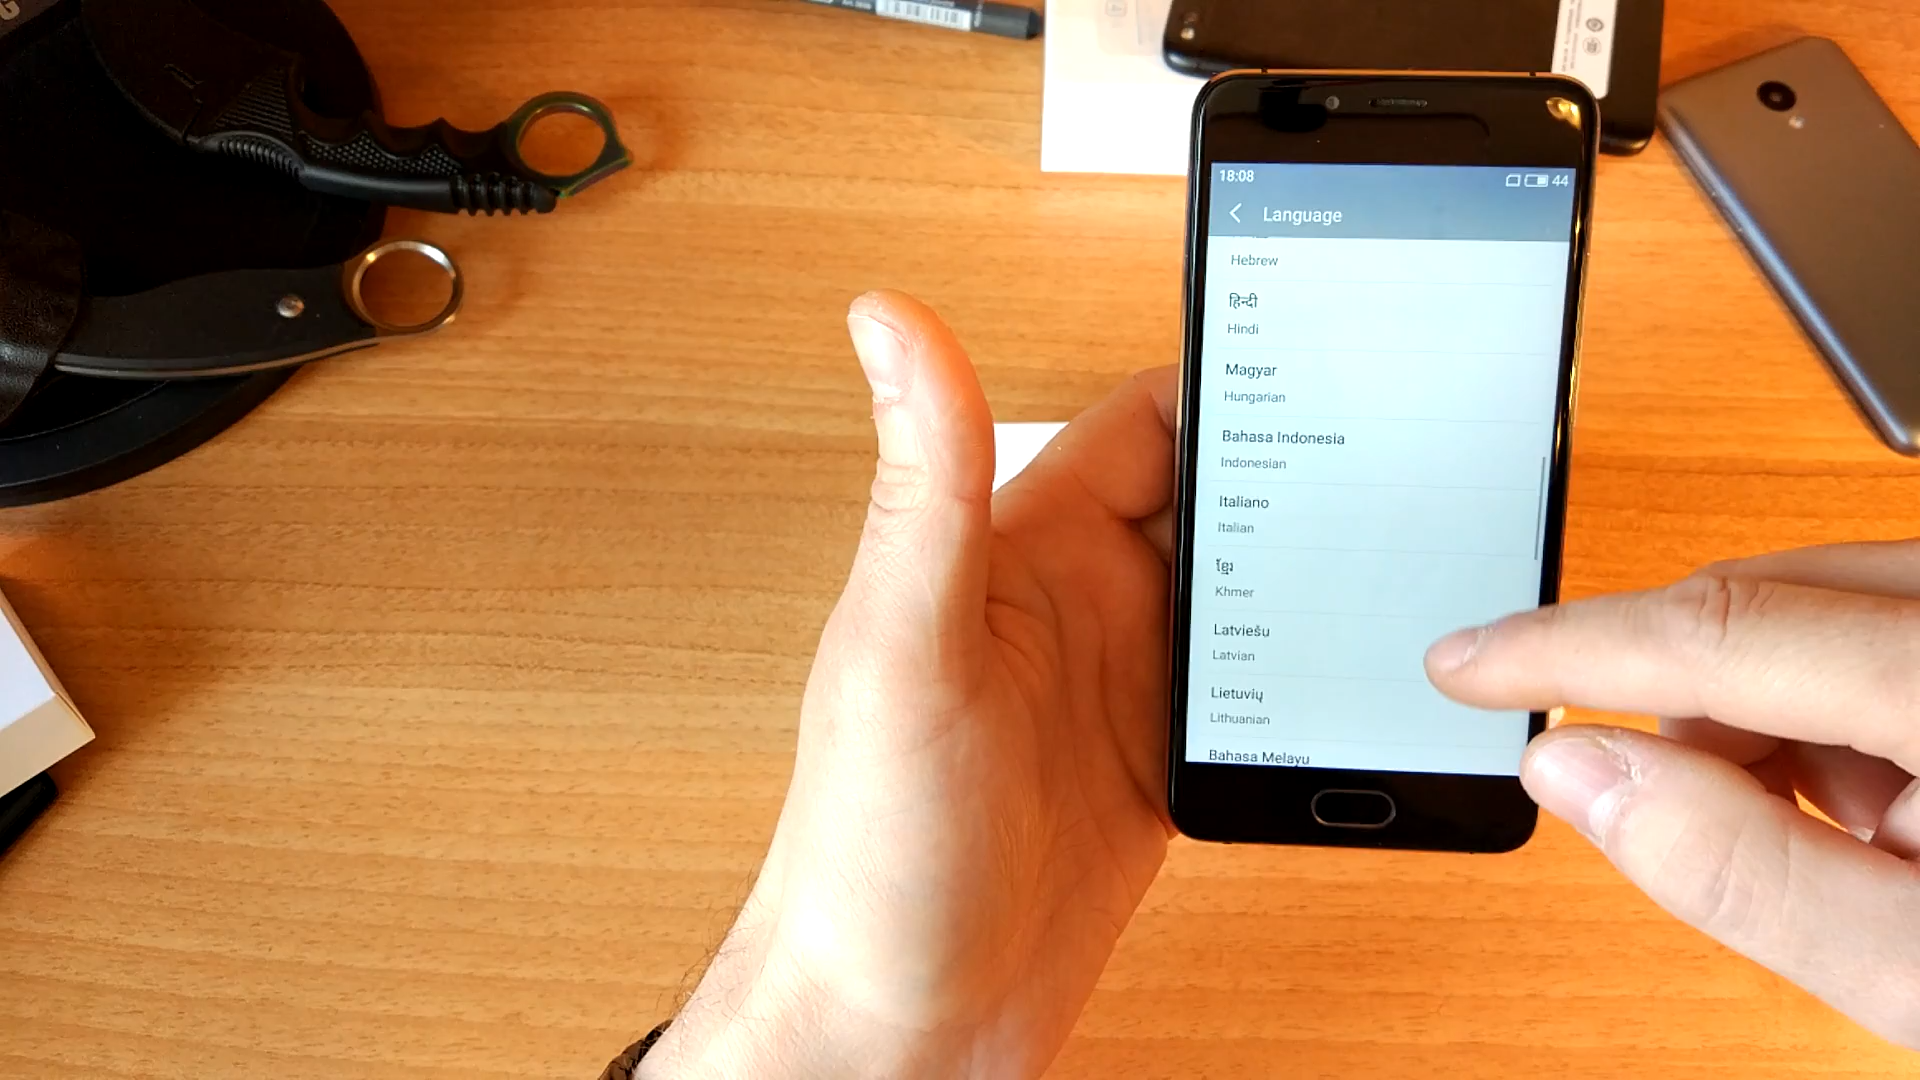 18:08
44
Language
Hebrew
हिन्दी
Hindi
Magyar
Hungarian
Bahasa Indonesia
Indonesian
Italiano
Italian
ខ្មែរ
Khmer
Latviešu
Latvian
Lietuvių
Lithuanian
Bahasa Melayu